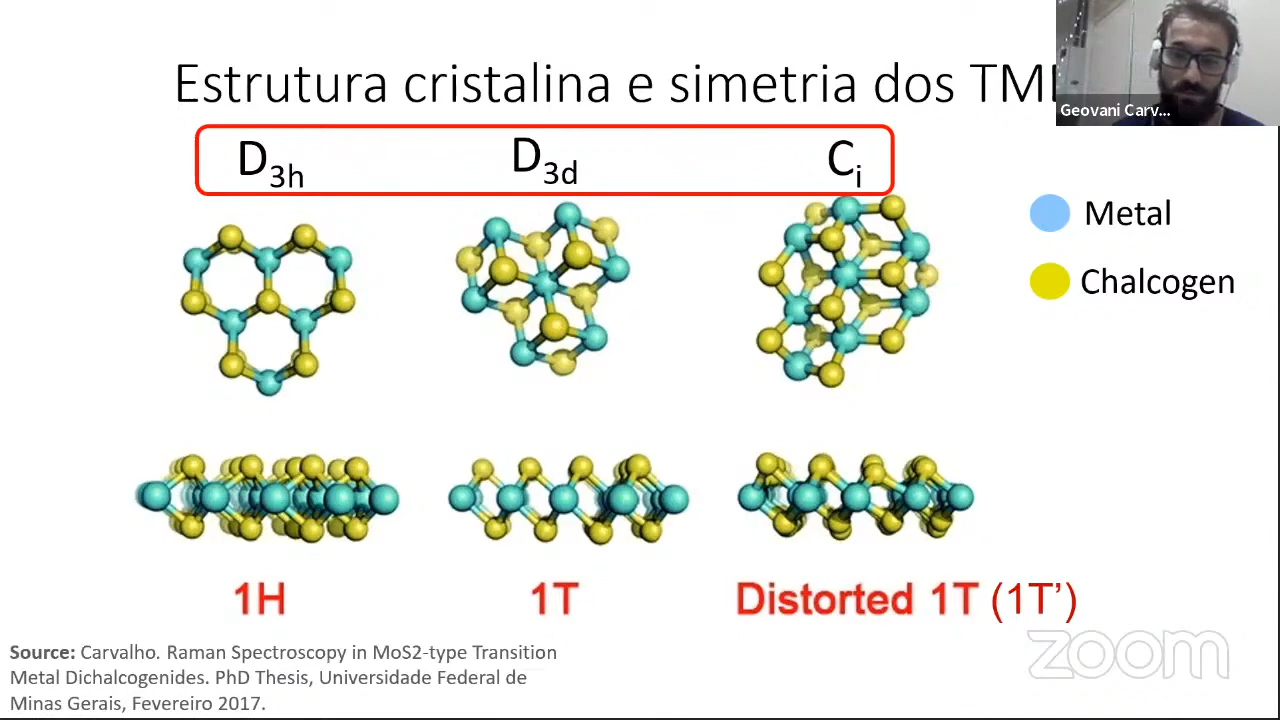 Estrutura cristalina e simetria dos TM
Geovani Carv...
D3h D3d Ci
Metal
Chalcogen
1H 1T Distorted 1T (1T’)
Source: Carvalho. Raman Spectroscopy in MoS2-type Transition
Metal Dichalcogenides. PhD Thesis, Universidade Federal de
Minas Gerais, Fevereiro 2017.
zoom